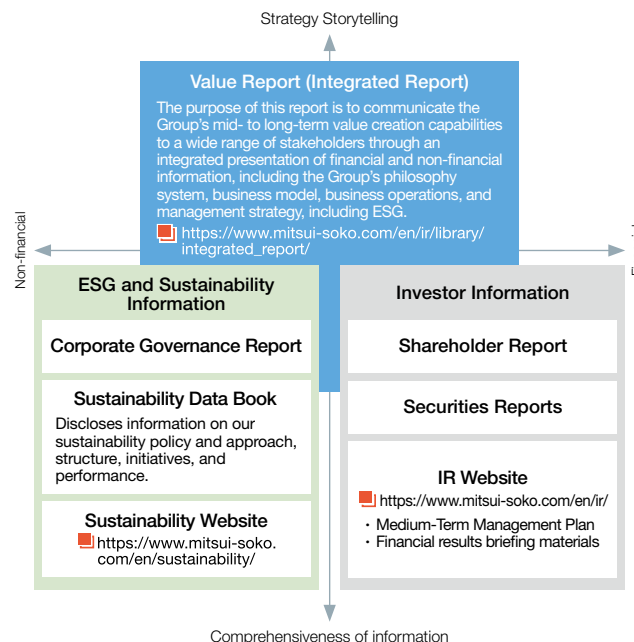 Strategy Storytelling
Value Report (Integrated Report)
The purpose of this report is to communicate the
Group's mid- to long-term value creation capabilities
to a wide range of stakeholders through an
integrated presentation of financial and non-financial
information, including the Group's philosophy
system, business model, business operations, and
management strategy, including ESG.
https://www.mitsui-soko.com/en/ir/library/
integrated_report/
Non-financial
ESG and Sustainability
Information
Corporate Governance Report
Sustainability Data Book
Discloses information on our
sustainability policy and approach,
structure, initiatives, and
performance.
Sustainability Website
https://www.mitsui-soko.
com/en/sustainability/
Investor Information
Shareholder Report
Securities Reports
IR Website
https://www.mitsui-soko.com/en/ir/
・Medium-Term Management Plan
・Financial results briefing materials
Comprehensiveness of information